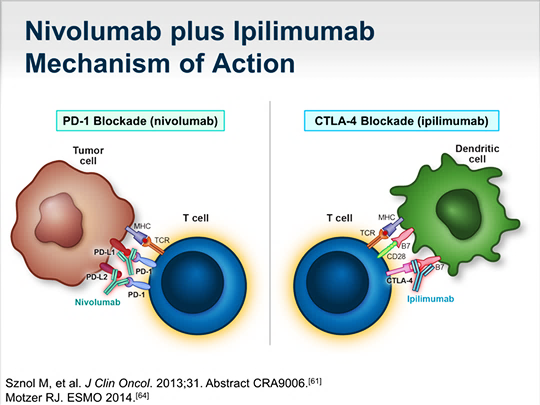 Nivolumab plus Ipilimumab
Mechanism of Action
PD-1 Blockade (nivolumab)
Tumor
cell
T cell
MHC
TCR
PD-L1
PD-1
PD-L2
PD-1
Nivolumab
CTLA-4 Blockade (ipilimumab)
Dendritic
cell
T cell
MHC
TCR
B7
CD28
B7
CTLA-4
Ipilimumab
Sznol M, et al. J Clin Oncol. 2013;31. Abstract CRA9006.[61]
Motzer RJ. ESMO 2014.[64]